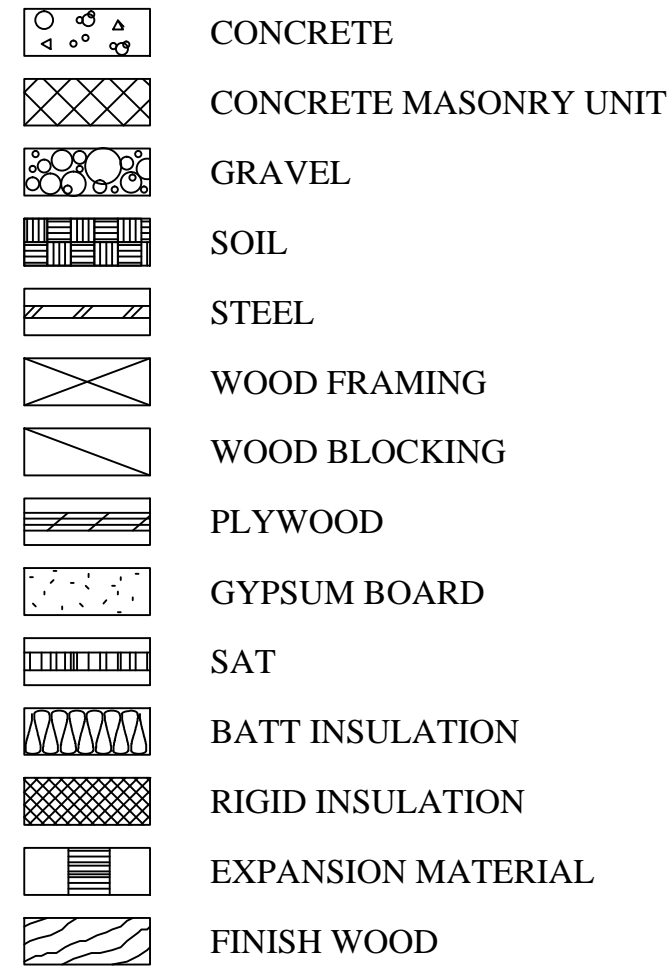 CONCRETE
CONCRETE MASONRY UNIT
GRAVEL
SOIL
STEEL
WOOD FRAMING
WOOD BLOCKING
PLYWOOD
GYPSUM BOARD
SAT
BATT INSULATION
RIGID INSULATION
EXPANSION MATERIAL
FINISH WOOD